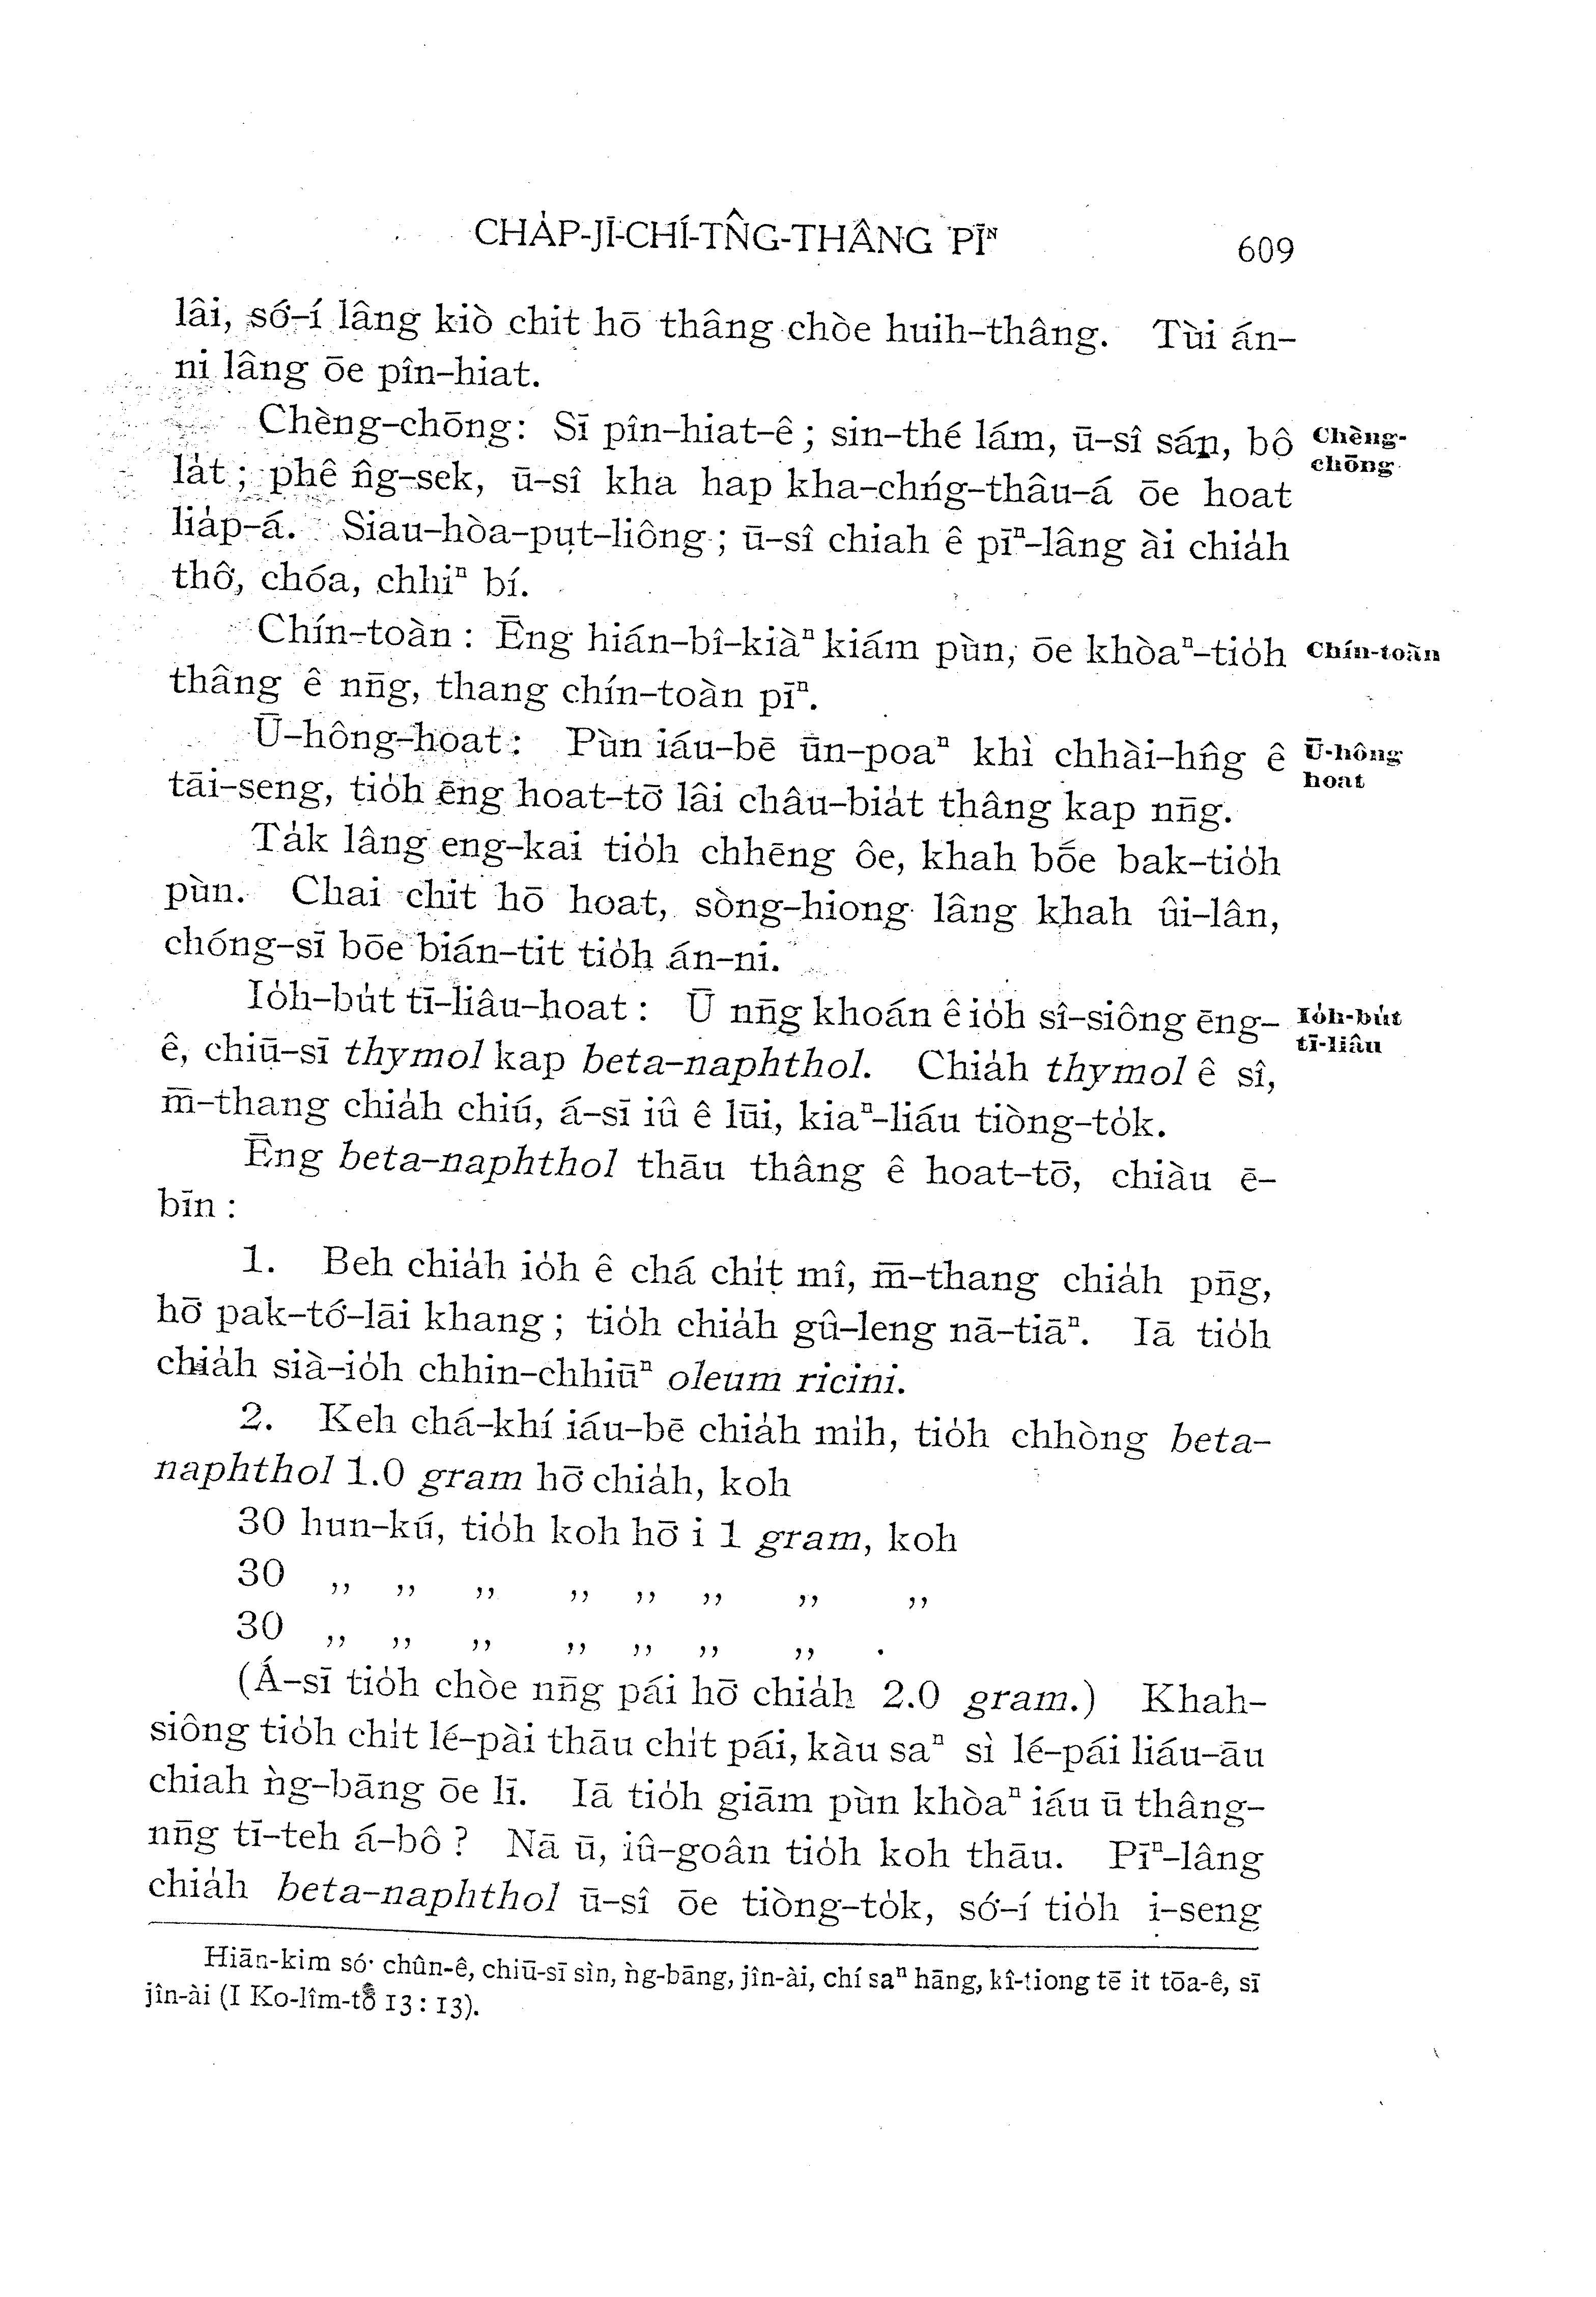 CHA̍P-JĪ-CHÍ-TN̂G-THÂNG PĪᴺ 609
lâi, só͘-í lâng kiò chit hō thâng chòe huih-thâng. Tùi án-
ni lâng ōe pîn-hiat.
Chèng-chōng: Sī pîn-hiat-ê; sin-thé lám, ū-sî sán, bô
la̍t; phê n̂g-sek, ū-sî kha hap kha-chńg-thâu-á ōe hoat
lia̍p-á. Siau-hòa-put-liông; ū-sî chiah ê pīⁿ-lâng ài chia̍h
thô͘, chóa, chhiⁿ bí.
Chèng-
chōng
Chín-toàn: Ēng hián-bî-kiàⁿ kiám pùn, ōe khòaⁿ-tio̍h
thâng ê nn̄g, thang chín-toàn pīⁿ.
Chín-toàn
Ū-hông-hoat: Pùn iáu-bē ūn-poaⁿ khì chhài-hn̂g ê
tāi-seng, tio̍h ēng hoat-tō͘ lâi châu-bia̍t thâng kap nn̄g.
Ū-hông
hoat
Ta̍k lâng eng-kai tio̍h chhēng ôe, khah bōe bak-tio̍h
pùn. Chai chit hō hoat, sòng-hiong lâng khah ûi-lân,
chóng-sī bōe bián-tit tio̍h án-ni.
Io̍h-bu̍t tī-liâu-hoat: Ū nn̄g khoán ê io̍h sî-siông ēng-
ê, chiū-sī thymol kap beta-naphthol. Chia̍h thymol ê sî,
m̄-thang chia̍h chiú, á-sī iû ê lūi, kiaⁿ-liáu tiòng-to̍k.
Io̍h-bu̍t
tī-liâu
Ēng beta-naphthol thāu thâng ê hoat-tō͘, chiàu ē-
bīn:
1. Beh chia̍h io̍h ê chá chi̍t mî, m̄-thang chia̍h pn̄g,
hō͘ pak-tó͘-lāi khang; tio̍h chia̍h gû-leng nā-tiāⁿ. Iā tio̍h
chia̍h sià-io̍h chhin-chhiūⁿ oleum ricini.
2. Keh chá-khí iáu-bē chia̍h mi̍h, tio̍h chhòng beta-
naphthol 1.0 gram hō͘ chia̍h, koh
30 hun-kú, tio̍h koh hō͘ i 1 gram, koh
30 ,, ,, ,, ,, ,, ,, ,, ,,
30 ,, ,, ,, ,, ,, ,, ,, .
(Á-sī tio̍h chòe nn̄g pái hō͘ chia̍h 2.0 gram.) Khah-
siông tio̍h chi̍t lé-pài thāu chi̍t pái, kàu saⁿ sì lé-pái liáu-āu
chiah ǹg-bāng ōe lī. Iā tio̍h giām pùn khòaⁿ iáu ū thâng-
nn̄g tī-teh á-bô? Nā ū, iû-goân tio̍h koh thāu. Pīⁿ-lâng
chia̍h beta-naphthol ū-sî ōe tiòng-to̍k, só͘-í tio̍h i-seng
Hiān-kim só͘ chûn-ê, chiū-sī sìn, ǹg-bāng, jîn-ài, chí saⁿ hāng, kî-tiong tē it tōa-ê, sī
jîn-ài (I Ko-lîm-to 13:13).